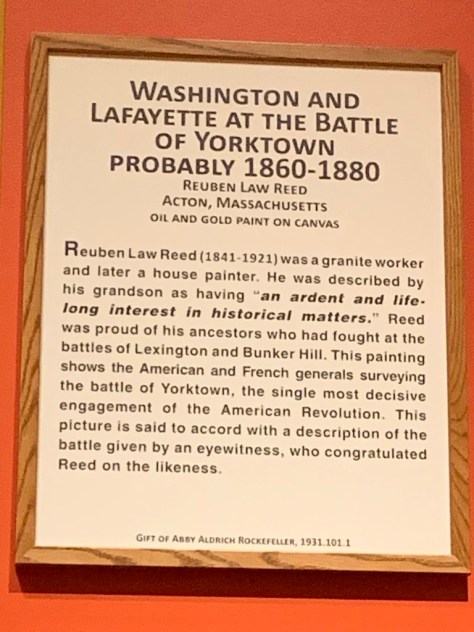 WASHINGTON AND
LAFAYETTE AT THE BATTLE
OF YORKTOWN
PROBABLY 1860-1880
REUBEN LAW REED
ACTON, MASSACHUSETTS
OIL AND GOLD PAINT ON CANVAS
Reuben Law Reed (1841-1921) was a granite worker
and later a house painter. He was described by
his grandson as having "an ardent and life-
long interest in historical matters." Reed
was proud of his ancestors who had fought at the
battles of Lexington and Bunker Hill. This painting
shows the American and French generals surveying
the battle of Yorktown, the single most decisive
engagement of the American Revolution. This
picture is said to accord with a description of the
battle given by an eyewitness, who congratulated
Reed on the likeness.
GIFT OF ABBY ALDRICH ROCKEFELLER, 1931.101.1